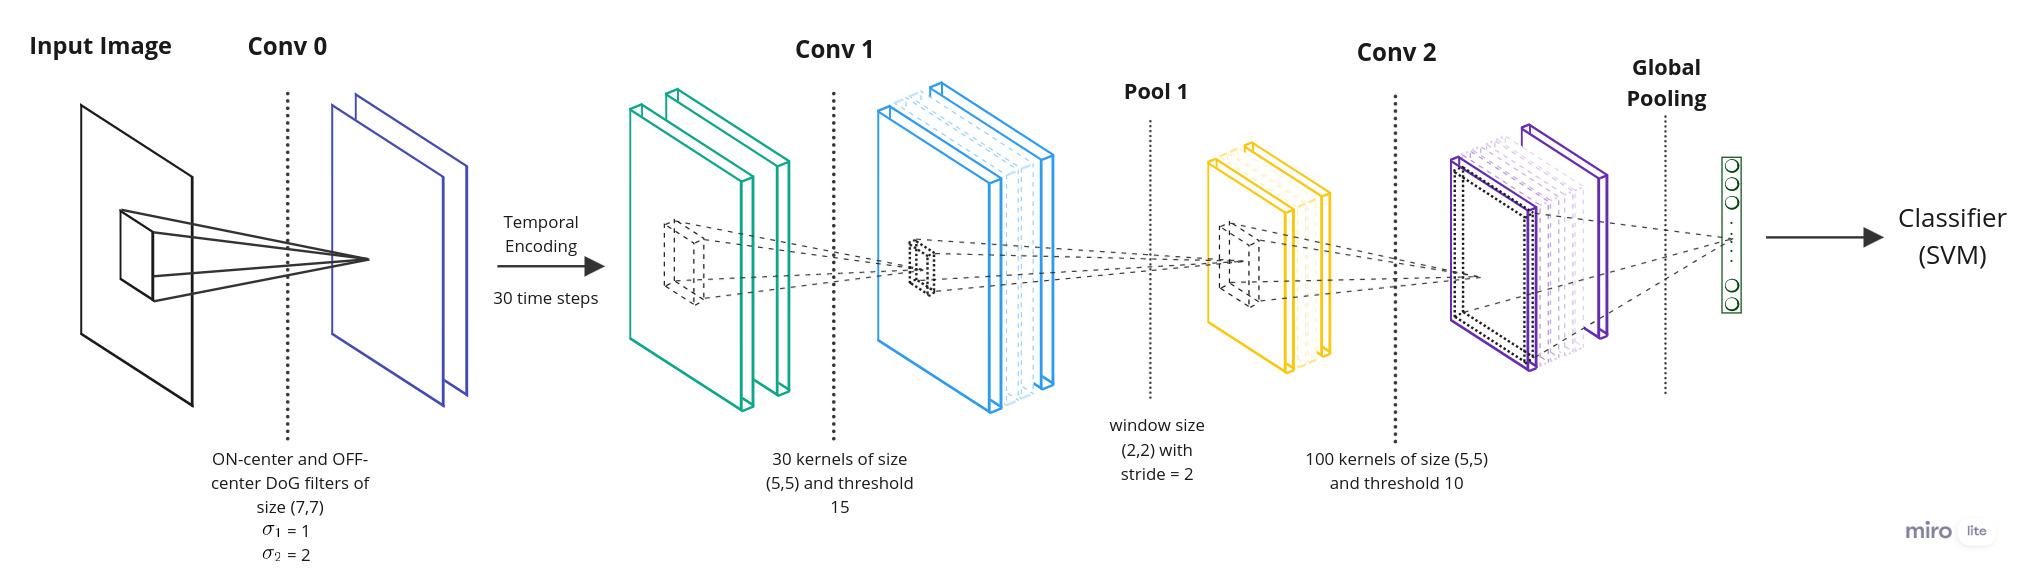 Input Image
Conv 0
ON-center and OFF-
center DoG filters of
size (7,7)
σ₁ = 1
σ₂ = 2
Temporal
Encoding
30 time steps
Conv 1
30 kernels of size
(5,5) and threshold
15
Pool 1
window size
(2,2) with
stride = 2
Conv 2
100 kernels of size (5,5)
and threshold 10
Global
Pooling
Classifier
(SVM)
miro lite